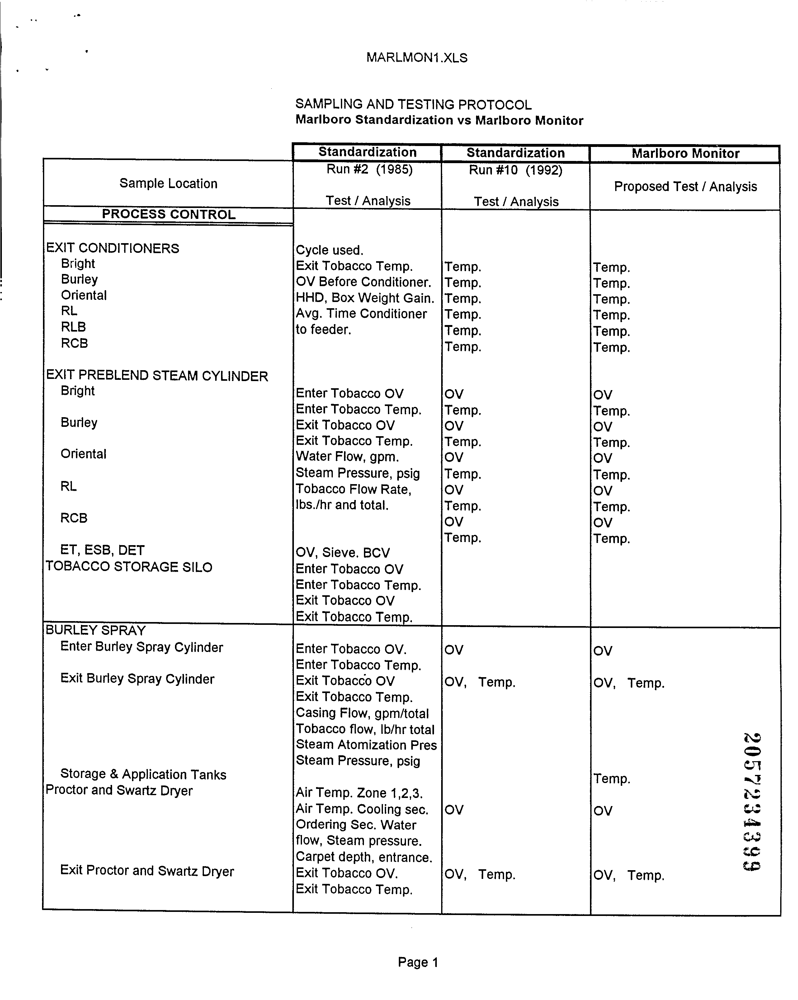 MARLMON1.XLS
SAMPLING AND TESTING PROTOCOL
Marlboro Standardization vs Marlboro Monitor
Standardization Standardization Marlboro Monitor
Run #2 (1985) Run #10 (1992)
Sample Location Proposed Test / Analysis
Test / Analysis Test / Analysis
PROCESS CONTROL
EXIT CONDITIONERS Cycle used.
Bright Exit Tobacco Temp. Temp. Temp.
Burley OV Before Conditioner. Temp. Temp.
Oriental HHD, Box Weight Gain. Temp. Temp.
RL Avg. Time Conditioner Temp. Temp.
RLB to feeder. Temp. Temp.
RCB Temp. Temp.
EXIT PREBLEND STEAM CYLINDER
Bright Enter Tobacco OV OV OV
Enter Tobacco Temp. Temp. Temp.
Burley Exit Tobacco OV OV OV
Exit Tobacco Temp. Temp. Temp.
Oriental Water Flow, gpm. OV OV
Steam Pressure, psig Temp. Temp.
RL Tobacco Flow Rate, OV OV
lbs./hr and total. Temp. Temp.
RCB OV OV
Temp. Temp.
ET, ESB, DET OV, Sieve. BCV
TOBACCO STORAGE SILO Enter Tobacco OV
Enter Tobacco Temp.
Exit Tobacco OV
Exit Tobacco Temp.
BURLEY SPRAY
Enter Burley Spray Cylinder Enter Tobacco OV. OV OV
Enter Tobacco Temp.
Exit Burley Spray Cylinder Exit Tobacco OV OV, Temp. OV, Temp.
Exit Tobacco Temp.
Casing Flow, gpm/total
Tobacco flow, lb/hr total
Steam Atomization Pres
Steam Pressure, psig
Storage & Application Tanks Temp.
Proctor and Swartz Dryer Air Temp. Zone 1,2,3.
Air Temp. Cooling sec. OV OV
Ordering Sec. Water
flow, Steam pressure.
Carpet depth, entrance.
Exit Proctor and Swartz Dryer Exit Tobacco OV. OV, Temp. OV, Temp.
Exit Tobacco Temp.
2057234399
Page 1